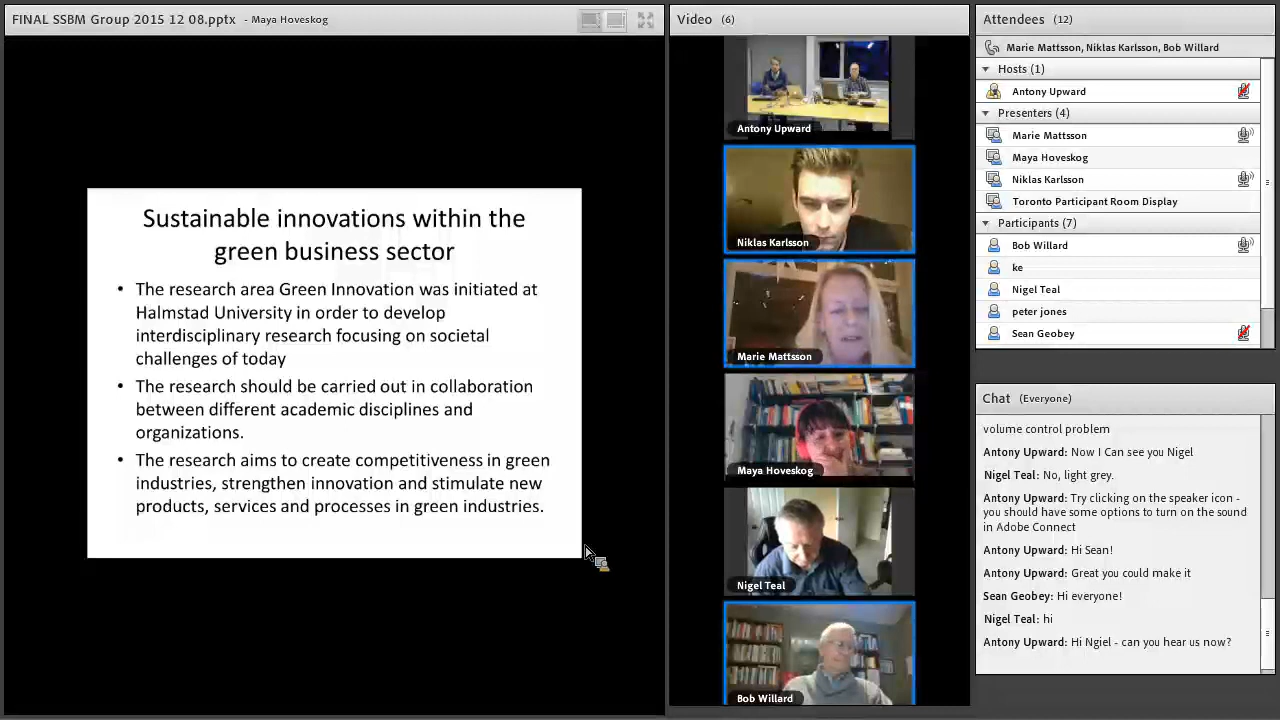 FINAL SSBM Group 2015 12 08.pptx - Maya Hoveskog
Sustainable innovations within the
green business sector
• The research area Green Innovation was initiated at
Halmstad University in order to develop
interdisciplinary research focusing on societal
challenges of today
• The research should be carried out in collaboration
between different academic disciplines and
organizations.
• The research aims to create competitiveness in green
industries, strengthen innovation and stimulate new
products, services and processes in green industries.
Video (6)
Antony Upward
Niklas Karlsson
Marie Mattsson
Maya Hoveskog
Nigel Teal
Bob Willard
Attendees (12)
Marie Mattsson, Niklas Karlsson, Bob Willard
Hosts (1)
Antony Upward
Presenters (4)
Marie Mattsson
Maya Hoveskog
Niklas Karlsson
Toronto Participant Room Display
Participants (7)
Bob Willard
ke
Nigel Teal
peter jones
Sean Geobey
Chat (Everyone)
volume control problem
Antony Upward: Now I Can see you Nigel
Nigel Teal: No, light grey.
Antony Upward: Try clicking on the speaker icon -
you should have some options to turn on the sound
in Adobe Connect
Antony Upward: Hi Sean!
Antony Upward: Great you could make it
Sean Geobey: Hi everyone!
Nigel Teal: hi
Antony Upward: Hi Ngiel - can you hear us now?